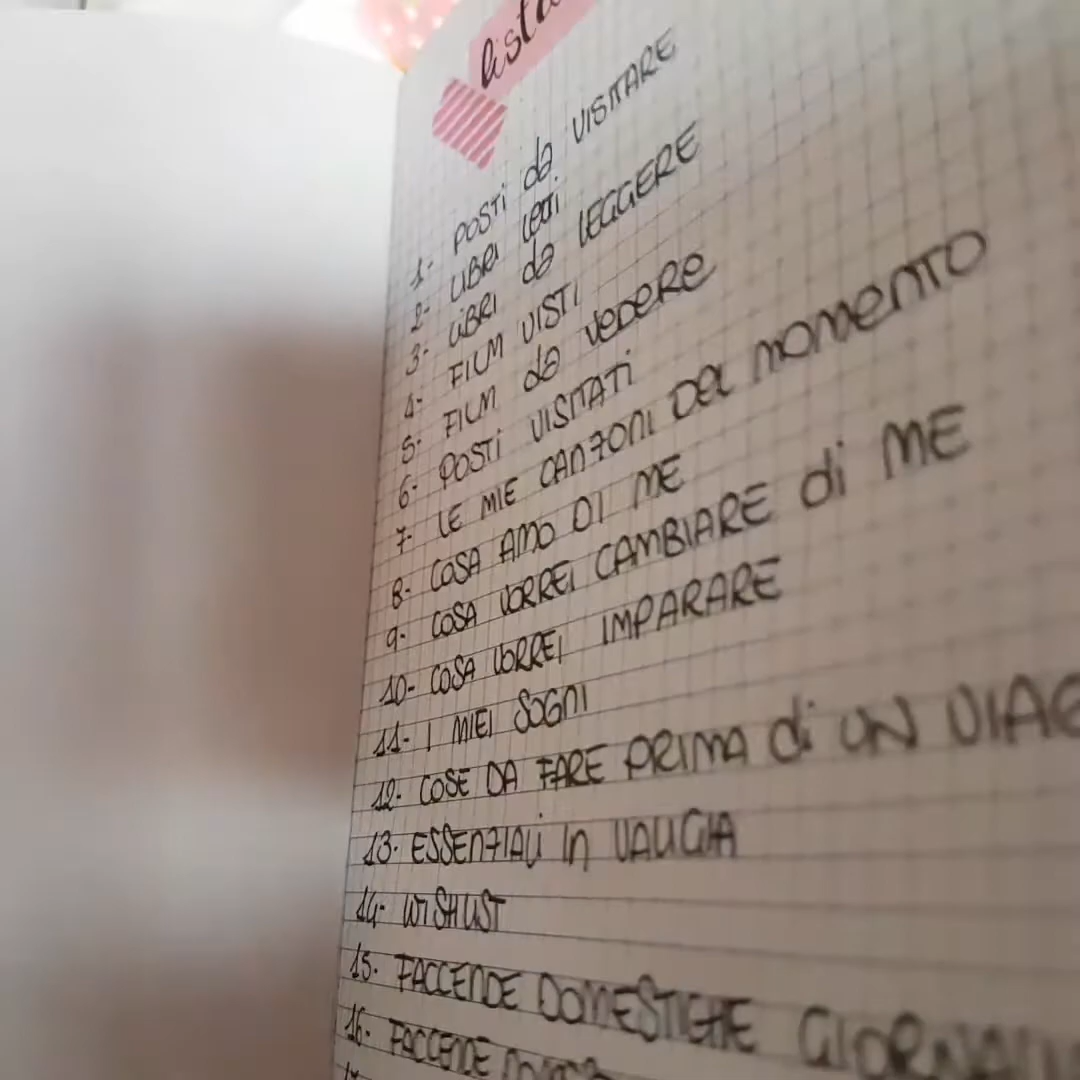 lista
1- POSTI da VISITARE
2- LIBRI letti
3- LIBRI da LEGGERE
4- FILM VISTI
5- FILM da VEDERE
6- POSTI VISITATI
7- LE MIE CANZONI DEL MOMENTO
8- COSA AMO DI ME
9- COSA VORREI CAMBIARE di ME
10- COSA VORREI IMPARARE
11- I MIEI SOGNI
12- COSE DA FARE PRIMA di UN VIAG
13- ESSENZIALI IN VALIGIA
14- WISHLIST
15- FACCENDE DOMESTICHE GIORNALI
16- FACCENDE